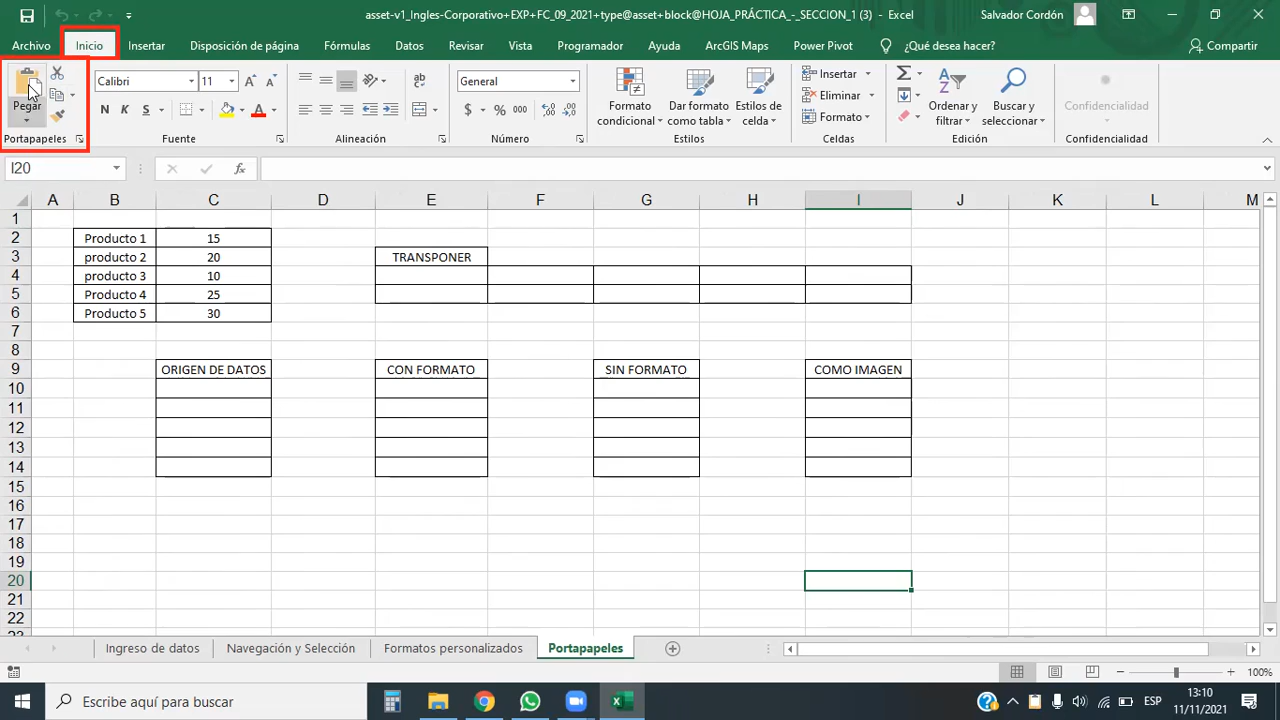 asset-v1_Ingles-Corporativo+EXP+FC_09_2021+type@asset+block@HOJA_PRÁCTICA_-_SECCION_1 (3) - Excel
Salvador Cordón
Archivo Inicio Insertar Disposición de página Fórmulas Datos Revisar Vista Programador Ayuda ArcGIS Maps Power Pivot ¿Qué desea hacer? Compartir
Pegar
Calibri 11
N K S
ab
General
$ % 000
Formato condicional
Dar formato como tabla
Estilos de celda
Insertar
Eliminar
Formato
Ordenar y filtrar
Buscar y seleccionar
Confidencialidad
Portapapeles Fuente Alineación Número Estilos Celdas Edición Confidencialidad
I20 fx
A B C D E F G H I J K L M
1
2 Producto 1 15
3 producto 2 20 TRANSPONER
4 producto 3 10
5 Producto 4 25
6 Producto 5 30
7
8
9 ORIGEN DE DATOS CON FORMATO SIN FORMATO COMO IMAGEN
10
11
12
13
14
15
16
17
18
19
20
21
22
23
Ingreso de datos Navegación y Selección Formatos personalizados Portapapeles
100%
Escribe aquí para buscar
ESP
13:10
11/11/2021